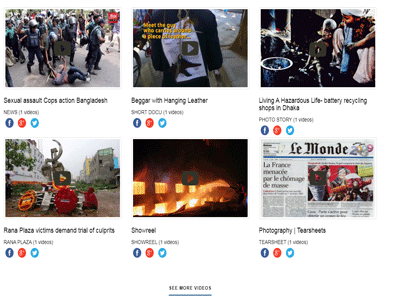 Meet the guy
who can be around
a piece of leather...
Sexual assault Cops action Bangladesh
NEWS (1 videos)
Beggar with Hanging Leather
SHORT DOCU (1 videos)
Living A Hazardous Life- battery recycling
shops in Dhaka
PHOTO STORY (1 videos)
Le Monde
La France
menacée
par le chômage
de masse
Rana Plaza victims demand trial of culprits
RANA PLAZA (1 videos)
Showreel
SHOWREEL (1 videos)
Photography | Tearsheets
TEARSHEET (1 videos)
SEE MORE VIDEOS